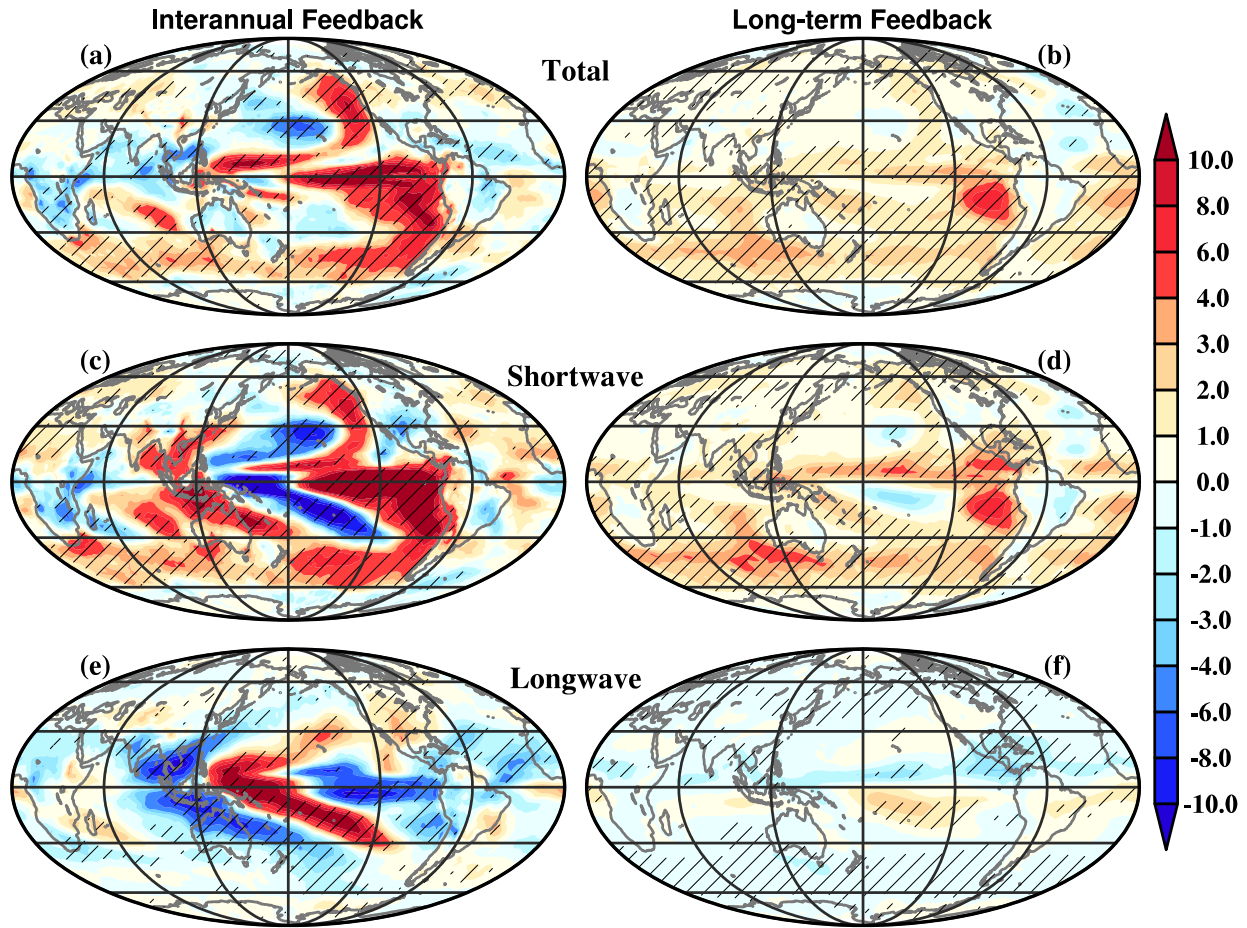 Interannual Feedback
Long-term Feedback
(a)
Total
(b)
(c)
Shortwave
(d)
(e)
Longwave
(f)
10.0
8.0
6.0
4.0
3.0
2.0
1.0
0.0
-1.0
-2.0
-3.0
-4.0
-6.0
-8.0
-10.0